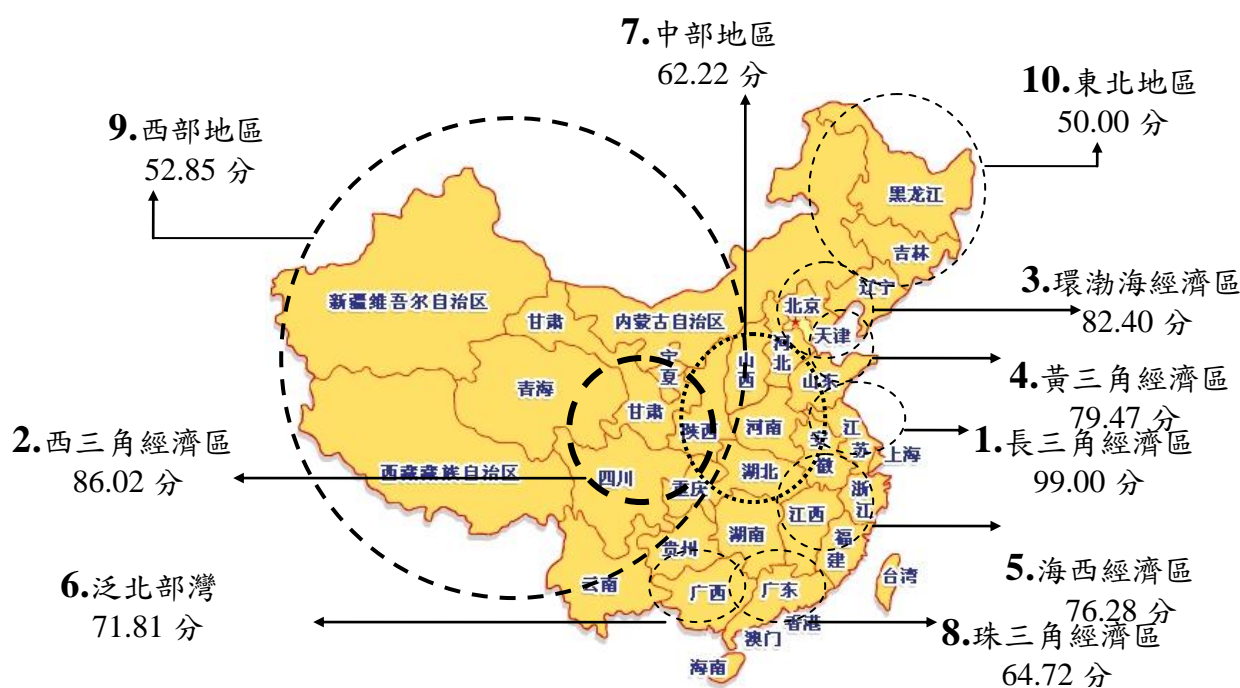 7.中部地區
62.22 分
10.東北地區
50.00 分
9.西部地區
52.85 分
黑龙江
吉林
辽宁
3.環渤海經濟區
82.40 分
新疆维吾尔自治区
甘肃
内蒙古自治区
北京
天津
河北
山西
宁夏
山东
4.黃三角經濟區
79.47 分
青海
甘肃
陕西
河南
江苏
安徽
上海
1.長三角經濟區
99.00 分
2.西三角經濟區
86.02 分
西藏藏族自治区
四川
重庆
湖北
浙江
江西
湖南
福建
贵州
云南
台湾
5.海西經濟區
76.28 分
6.泛北部灣
71.81 分
广西
广东
香港
澳门
海南
8.珠三角經濟區
64.72 分